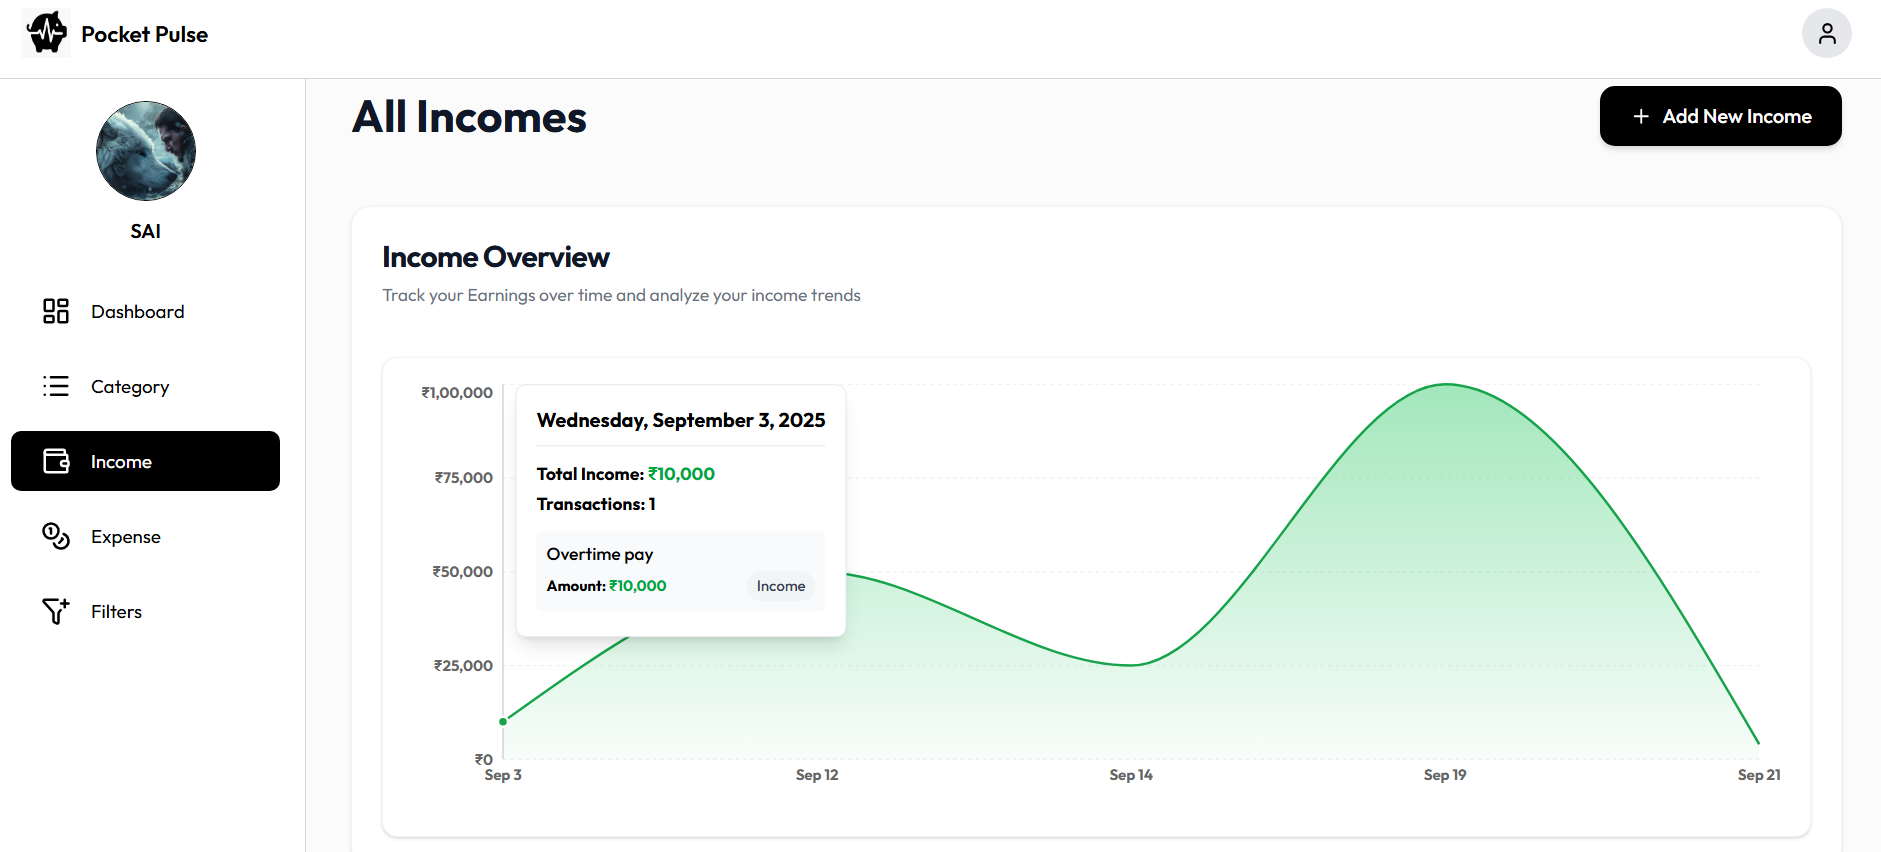 Pocket Pulse
SAI
Dashboard
Category
Income
Expense
Filters
All Incomes
+ Add New Income
Income Overview
Track your Earnings over time and analyze your income trends
₹1,00,000
₹75,000
₹50,000
₹25,000
₹0
Wednesday, September 3, 2025
Total Income: ₹10,000
Transactions: 1
Overtime pay
Amount: ₹10,000 Income
Sep 3 Sep 12 Sep 14 Sep 19 Sep 21